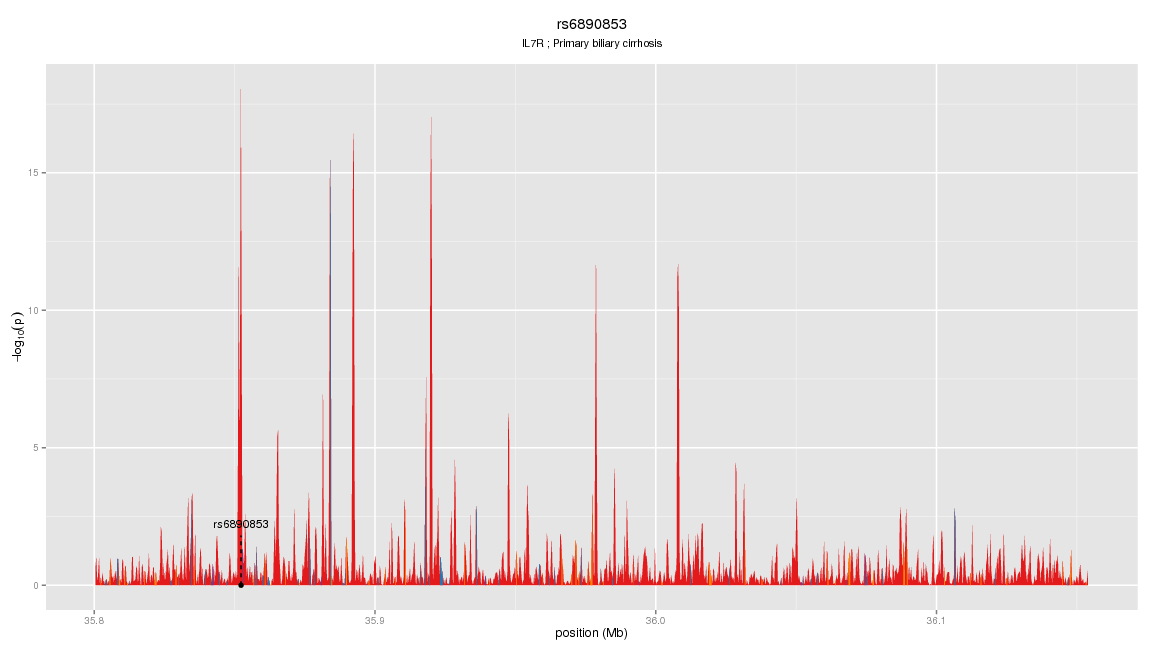 rs6890853
IL7R ; Primary biliary cirrhosis
−log10(p)
15
10
5
0
rs6890853
35.8
35.9
36.0
36.1
position (Mb)